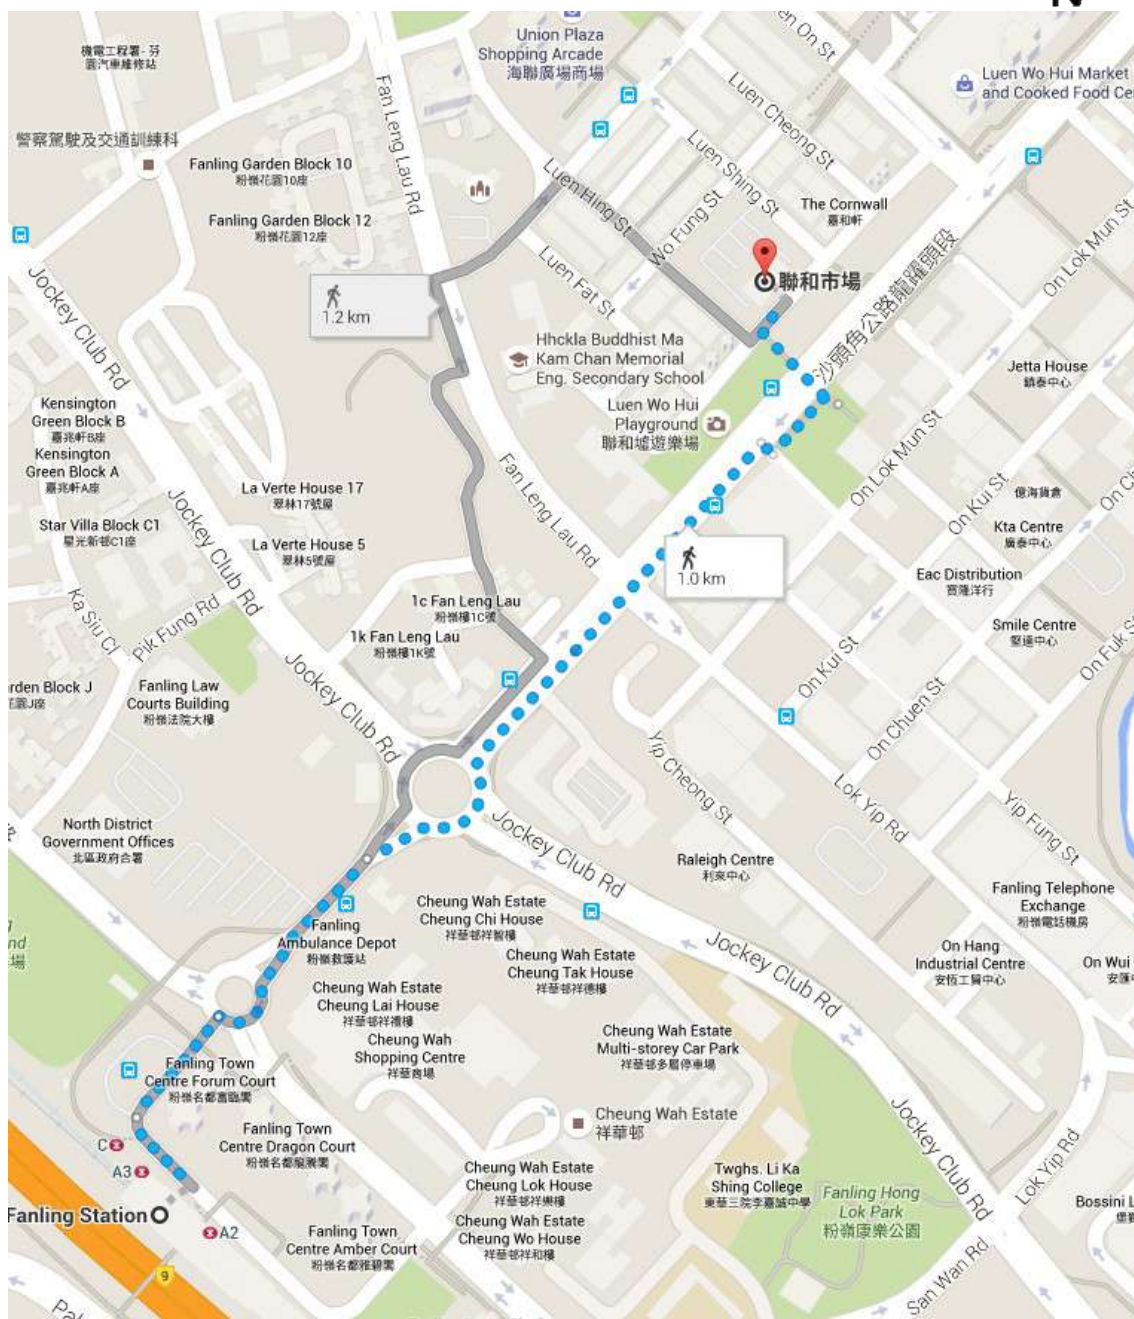 N
On On St
Union Plaza
Shopping Arcade
海聯廣場商場
機電工程署 - 芬
園汽車維修站
Luen Wo Hui Market
and Cooked Food Ce
Fan Leng Lau Rd
Luen Cheong St
警察駕駛及交通訓練科
Fanling Garden Block 10
粉嶺花園10座
Luen Shing St
Luen Hing St
The Cornwall
嘉和軒
Fanling Garden Block 12
粉嶺花園12座
Wo Fung St
On Lok Mun St
Luen Fat St
聯和市場
沙頭角公路龍躍頭段
1.2 km
Jockey Club Rd
Hhckla Buddhist Ma
Kam Chan Memorial
Eng. Secondary School
Jetta House
鎮泰中心
Luen Wo Hui
Playground
聯和墟遊樂場
Kensington
Green Block B
嘉兆軒B座
Kensington
Green Block A
嘉兆軒A座
On Lok Mun St
Fan Leng Lau Rd
La Verte House 17
翠林17號屋
Jockey Club Rd
On Kui St
億海貨倉
Star Villa Block C1
星光新邨C1座
La Verte House 5
翠林5號屋
Kta Centre
廣泰中心
1.0 km
Eac Distribution
寶隆洋行
Ka Siu Cl
Pik Fung Rd
1c Fan Leng Lau
粉嶺樓1C號
1k Fan Leng Lau
粉嶺樓1K號
Smile Centre
堅達中心
On Fuk S
On Kui St
Jockey Club Rd
rden Block J
花園J座
Fanling Law
Courts Building
粉嶺法院大樓
On Chuen St
Yip Cheong St
Lok Yip Rd
Yip Fung St
North District
Government Offices
北區政府合署
Jockey Club Rd
Raleigh Centre
利來中心
Fanling Telephone
Exchange
粉嶺電話機房
Cheung Wah Estate
Cheung Chi House
祥華邨祥智樓
Fanling
Ambulance Depot
粉嶺救護站
Jockey Club Rd
On Hang
Industrial Centre
安恆工貿中心
On Wui
安匯
nd
場
Cheung Wah Estate
Cheung Tak House
祥華邨祥德樓
Cheung Wah Estate
Cheung Lai House
祥華邨祥禮樓
Cheung Wah
Shopping Centre
祥華商場
Cheung Wah Estate
Multi-storey Car Park
祥華邨多層停車場
Fanling Town
Centre Forum Court
粉嶺名都富臨閣
Jockey Club Rd
Cheung Wah Estate
祥華邨
C
A3
Fanling Town
Centre Dragon Court
粉嶺名都龍騰閣
Cheung Wah Estate
Cheung Lok House
祥華邨祥樂樓
Twghs. Li Ka
Shing College
東華三院李嘉誠中學
Fanling Hong
Lok Park
粉嶺康樂公園
Lok Yip Rd
Bossini L
Fanling Station
A2
Cheung Wah Estate
Cheung Wo House
祥華邨祥和樓
Fanling Town
Centre Amber Court
粉嶺名都雅碧閣
San Wan Rd
9